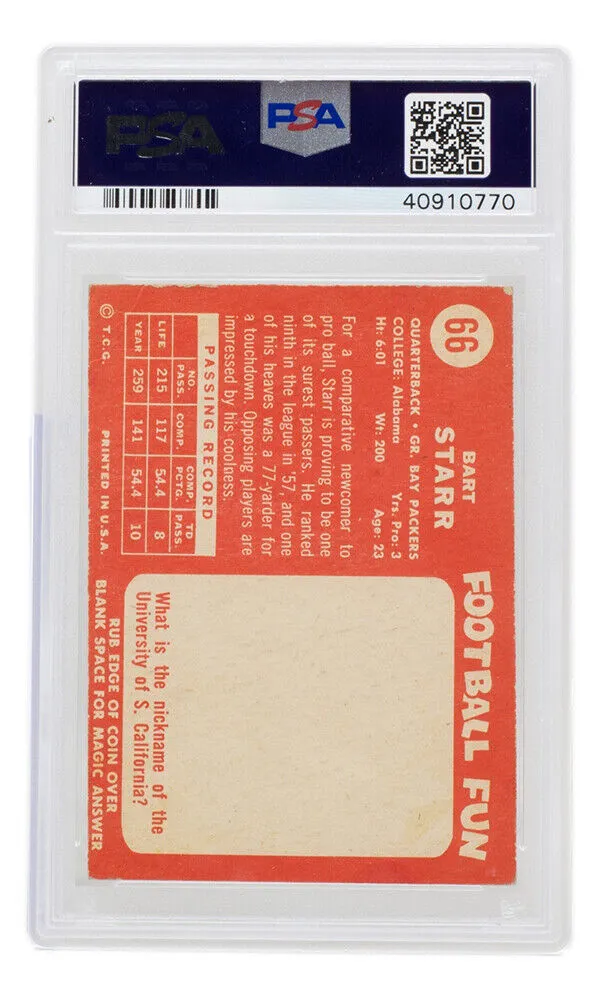 PSA
PSA
40910770
66
BART
STARR
QUARTERBACK • GR. BAY PACKERS
COLLEGE: Alabama Yrs. Pro: 3
Ht: 6:01 Wt: 200 Age: 23
For a comparative newcomer to
pro ball, Starr is proving to be one
of its surest passers. He ranked
ninth in the league in '57, and one
of his heaves was a 77-yarder for
a touchdown. Opposing players are
impressed by his coolness.
PASSING RECORD
NO. PASS. COMP. COMP. PCTG. TD PASS.
LIFE 215 117 54.4 8
YEAR 259 141 54.4 10
© T.C.G. PRINTED IN U.S.A.
FOOTBALL FUN
What is the nickname of the
University of S. California?
RUB EDGE OF COIN OVER
BLANK SPACE FOR MAGIC ANSWER